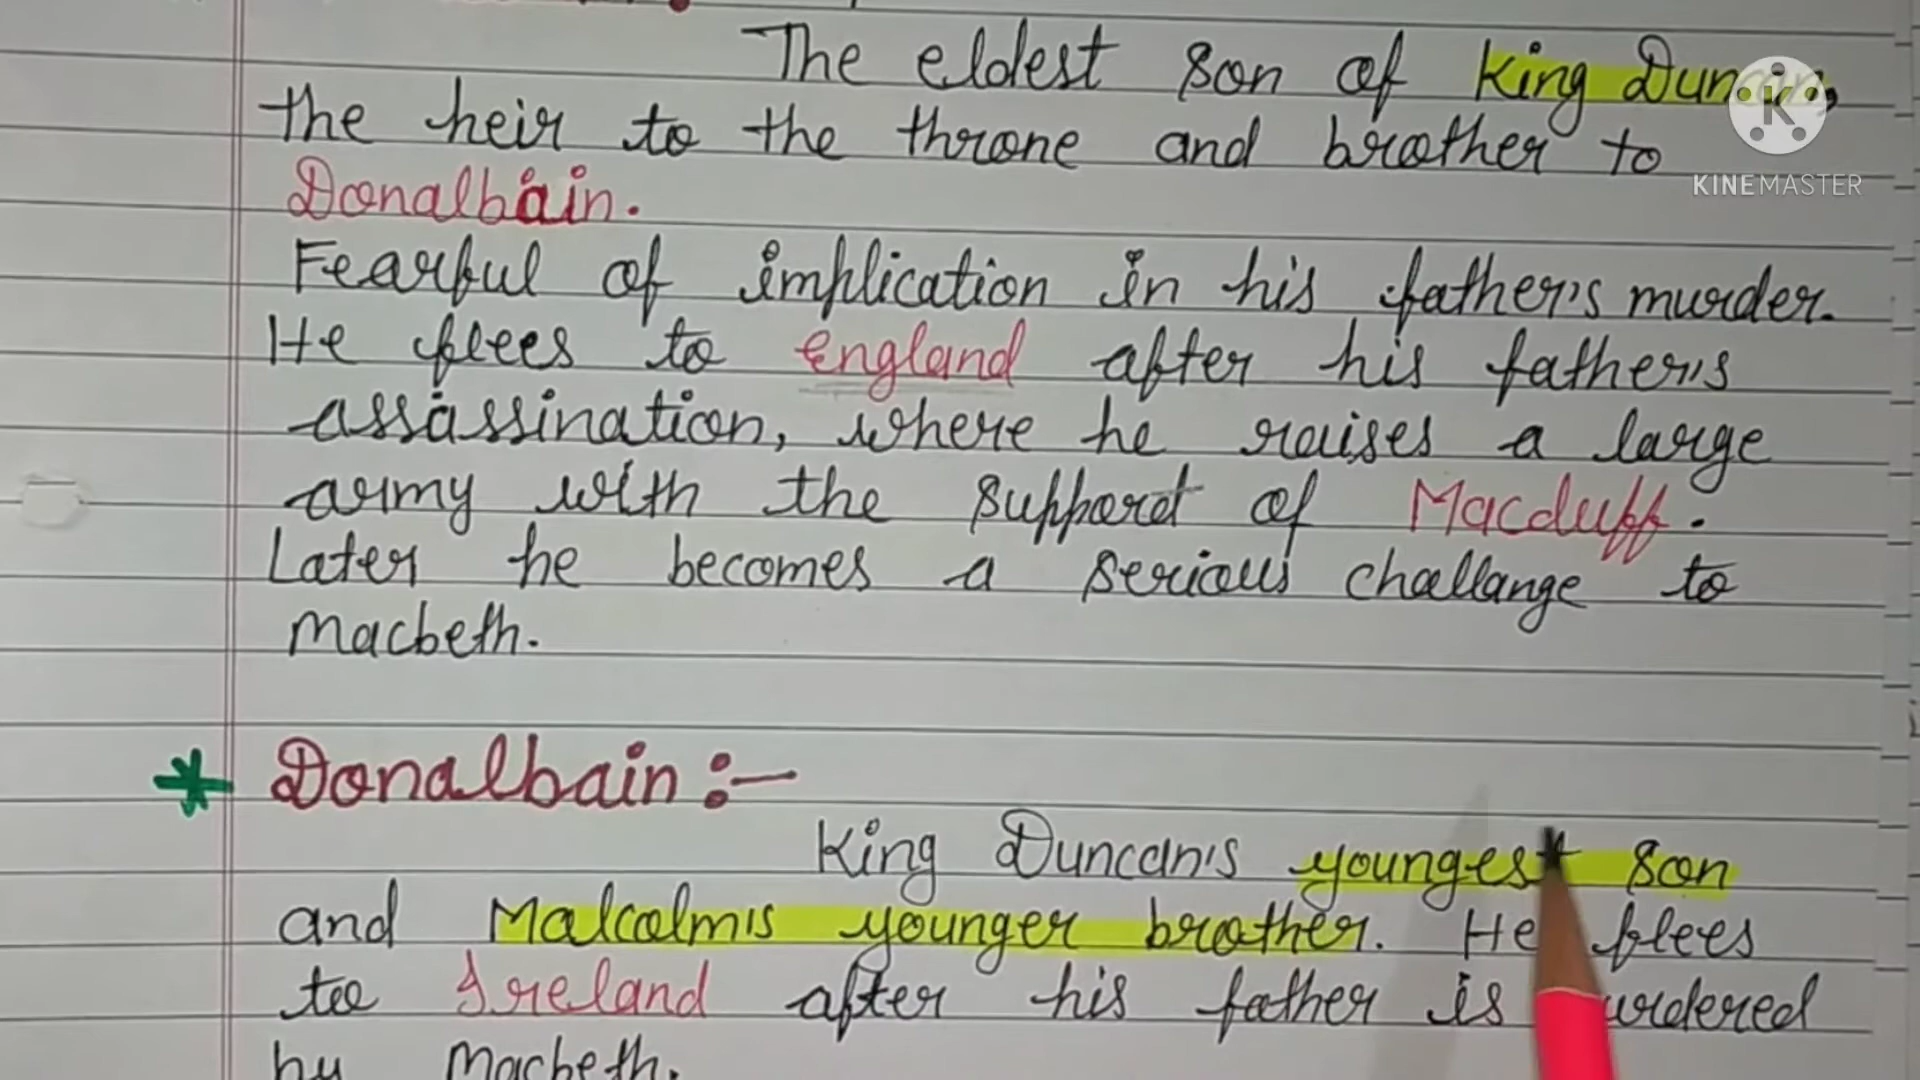 The eldest son of King Duncan,
the heir to the throne and brother to
Donalbain.
Fearful of implication in his father's murder.
He flees to England after his father's
assassination, where he raises a large
army with the support of Macduff.
Later he becomes a serious challange to
Macbeth.
* Donalbain :-
King Duncan's youngest son
and Malcolm's younger brother. He flees
to Ireland after his father is murdered
by Macbeth.
KINEMASTER